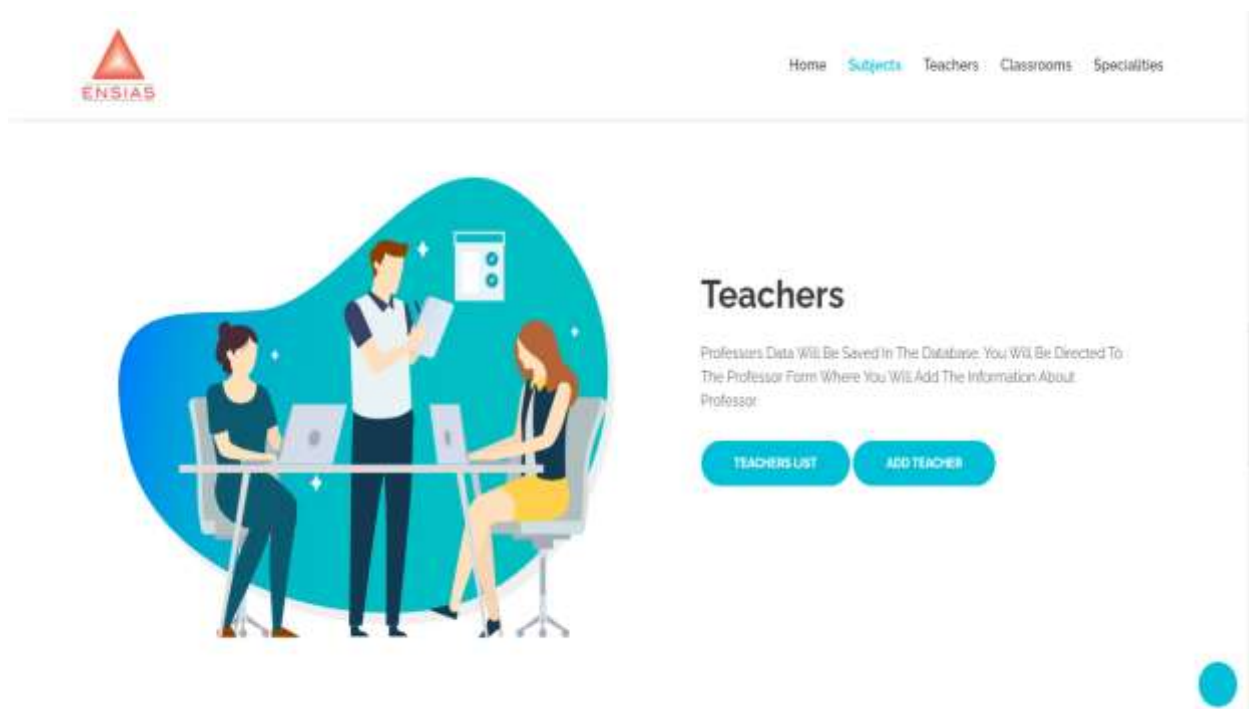 ENSIAS
Home Subjects Teachers Classrooms Specialities
Teachers
Professors Data Will Be Saved In The Database. You Will Be Directed To
The Professor Form Where You Will Add The Information About
Professor
TEACHERS LIST ADD TEACHER